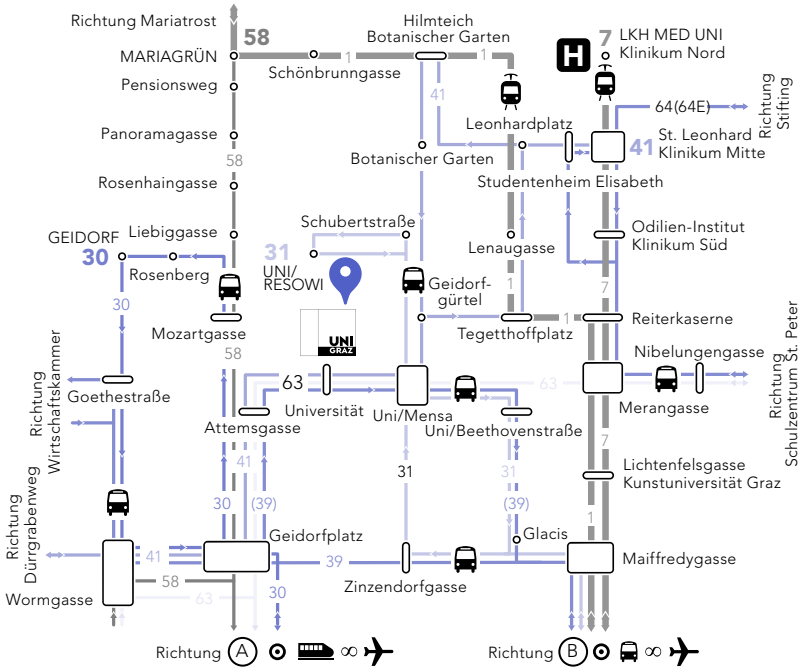 Richtung Mariatrost
58
MARIAGRÜN
1
Schönbrunngasse
Hilmteich
Botanischer Garten
1
H
7
LKH MED UNI
Klinikum Nord
Pensionsweg
41
64(64E)
Richtung
Stifting
Panoramagasse
58
Leonhardplatz
41
St. Leonhard
Klinikum Mitte
Botanischer Garten
Rosenhaingasse
Studentenheim Elisabeth
Schubertstraße
Liebiggasse
GEIDORF
30
Rosenberg
31
UNI/
RESOWI
Lenaugasse
Odilien-Institut
Klinikum Süd
Geidorf-
gürtel
1
7
30
Mozartgasse
Tegetthoffplatz
1
Reiterkaserne
UNI
GRAZ
58
Nibelungengasse
Richtung
Wirtschaftskammer
Goethestraße
63
63
Richtung
Schulzentrum St. Peter
Attemsgasse
Universität
Uni/Mensa
Uni/Beethovenstraße
Merangasse
7
41
31
31
Lichtenfelsgasse
Kunstuniversität Graz
30
(39)
(39)
1
Richtung
Dürrgrabenweg
41
Geidorfplatz
39
Glacis
Maiffredygasse
58
30
Zinzendorfgasse
Wormgasse
63
Richtung A ∞
Richtung B ∞